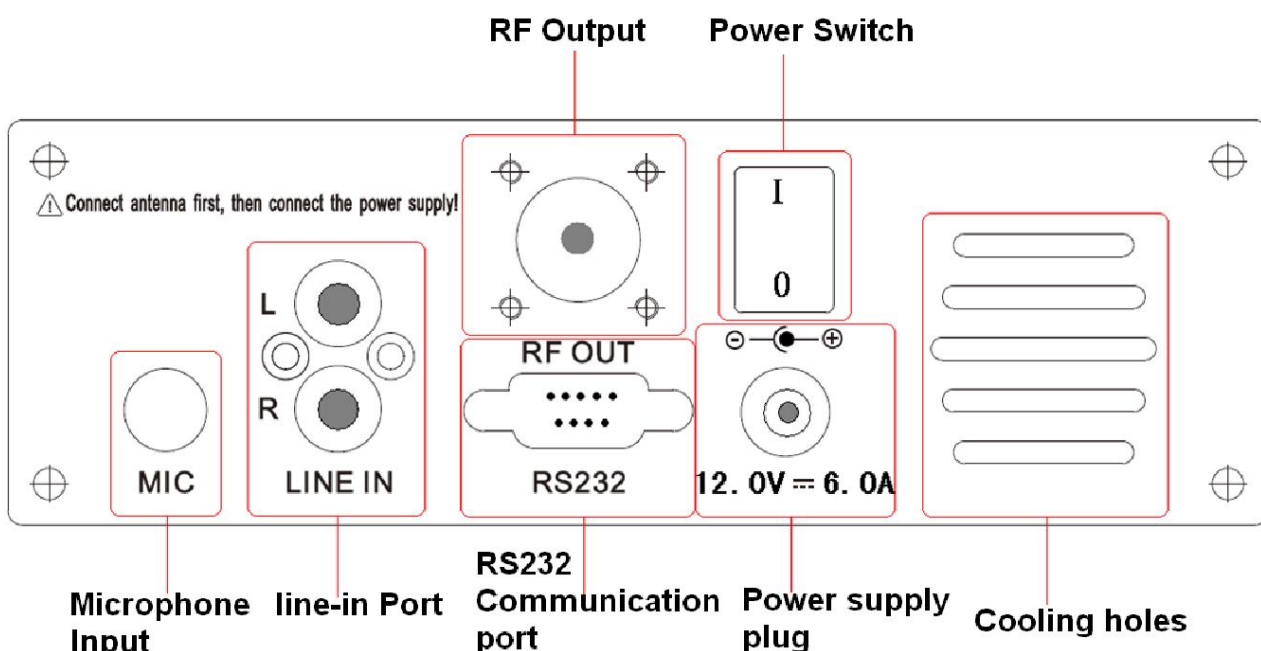 RF Output
Power Switch
Connect antenna first, then connect the power supply!
I
0
L
R
RF OUT
MIC
LINE IN
RS232
12. 0V 6. 0A
Microphone
Input
line-in Port
RS232
Communication
port
Power supply
plug
Cooling holes